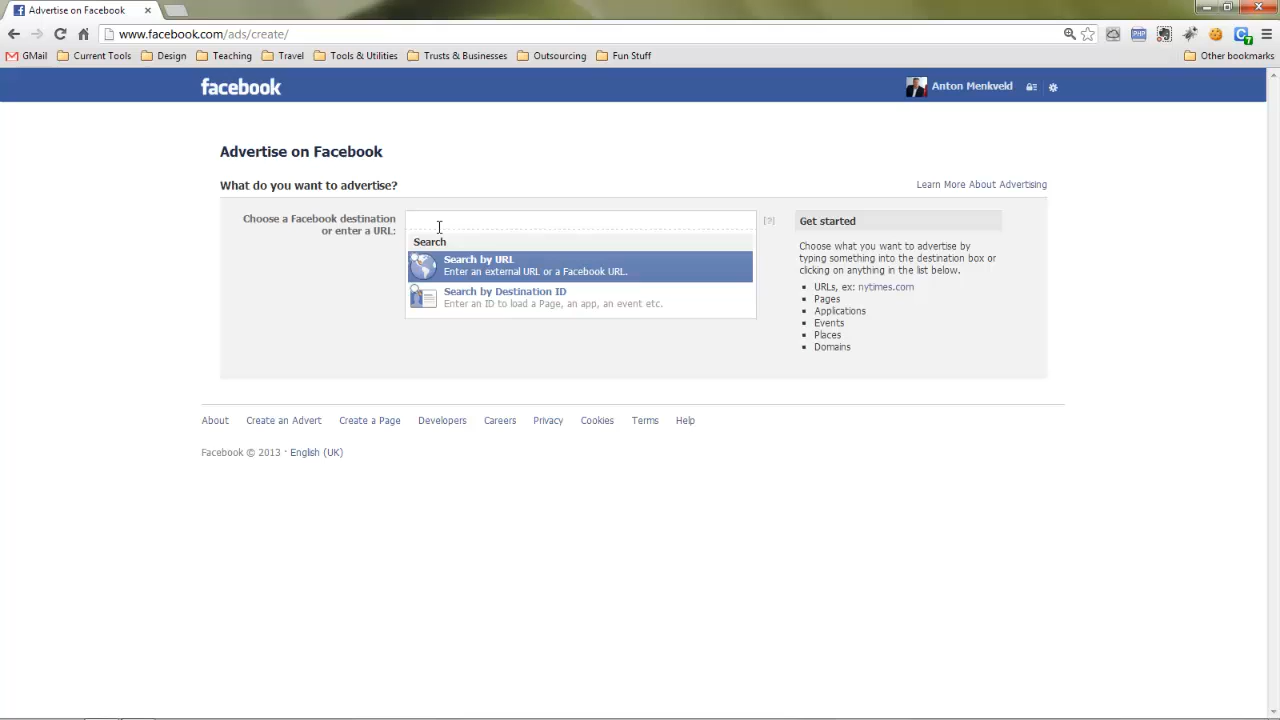 Advertise on Facebook
www.facebook.com/ads/create/
GMail Current Tools Design Teaching Travel Tools & Utilities Trusts & Businesses Outsourcing Fun Stuff Other bookmarks
facebook Anton Menkveld
Advertise on Facebook
What do you want to advertise? Learn More About Advertising
Choose a Facebook destination
or enter a URL:
[?]
Search
Search by URL
Enter an external URL or a Facebook URL.
Search by Destination ID
Enter an ID to load a Page, an app, an event etc.
Get started
Choose what you want to advertise by
typing something into the destination box or
clicking on anything in the list below.
URLs, ex: nytimes.com
Pages
Applications
Events
Places
Domains
About Create an Advert Create a Page Developers Careers Privacy Cookies Terms Help
Facebook © 2013 · English (UK)